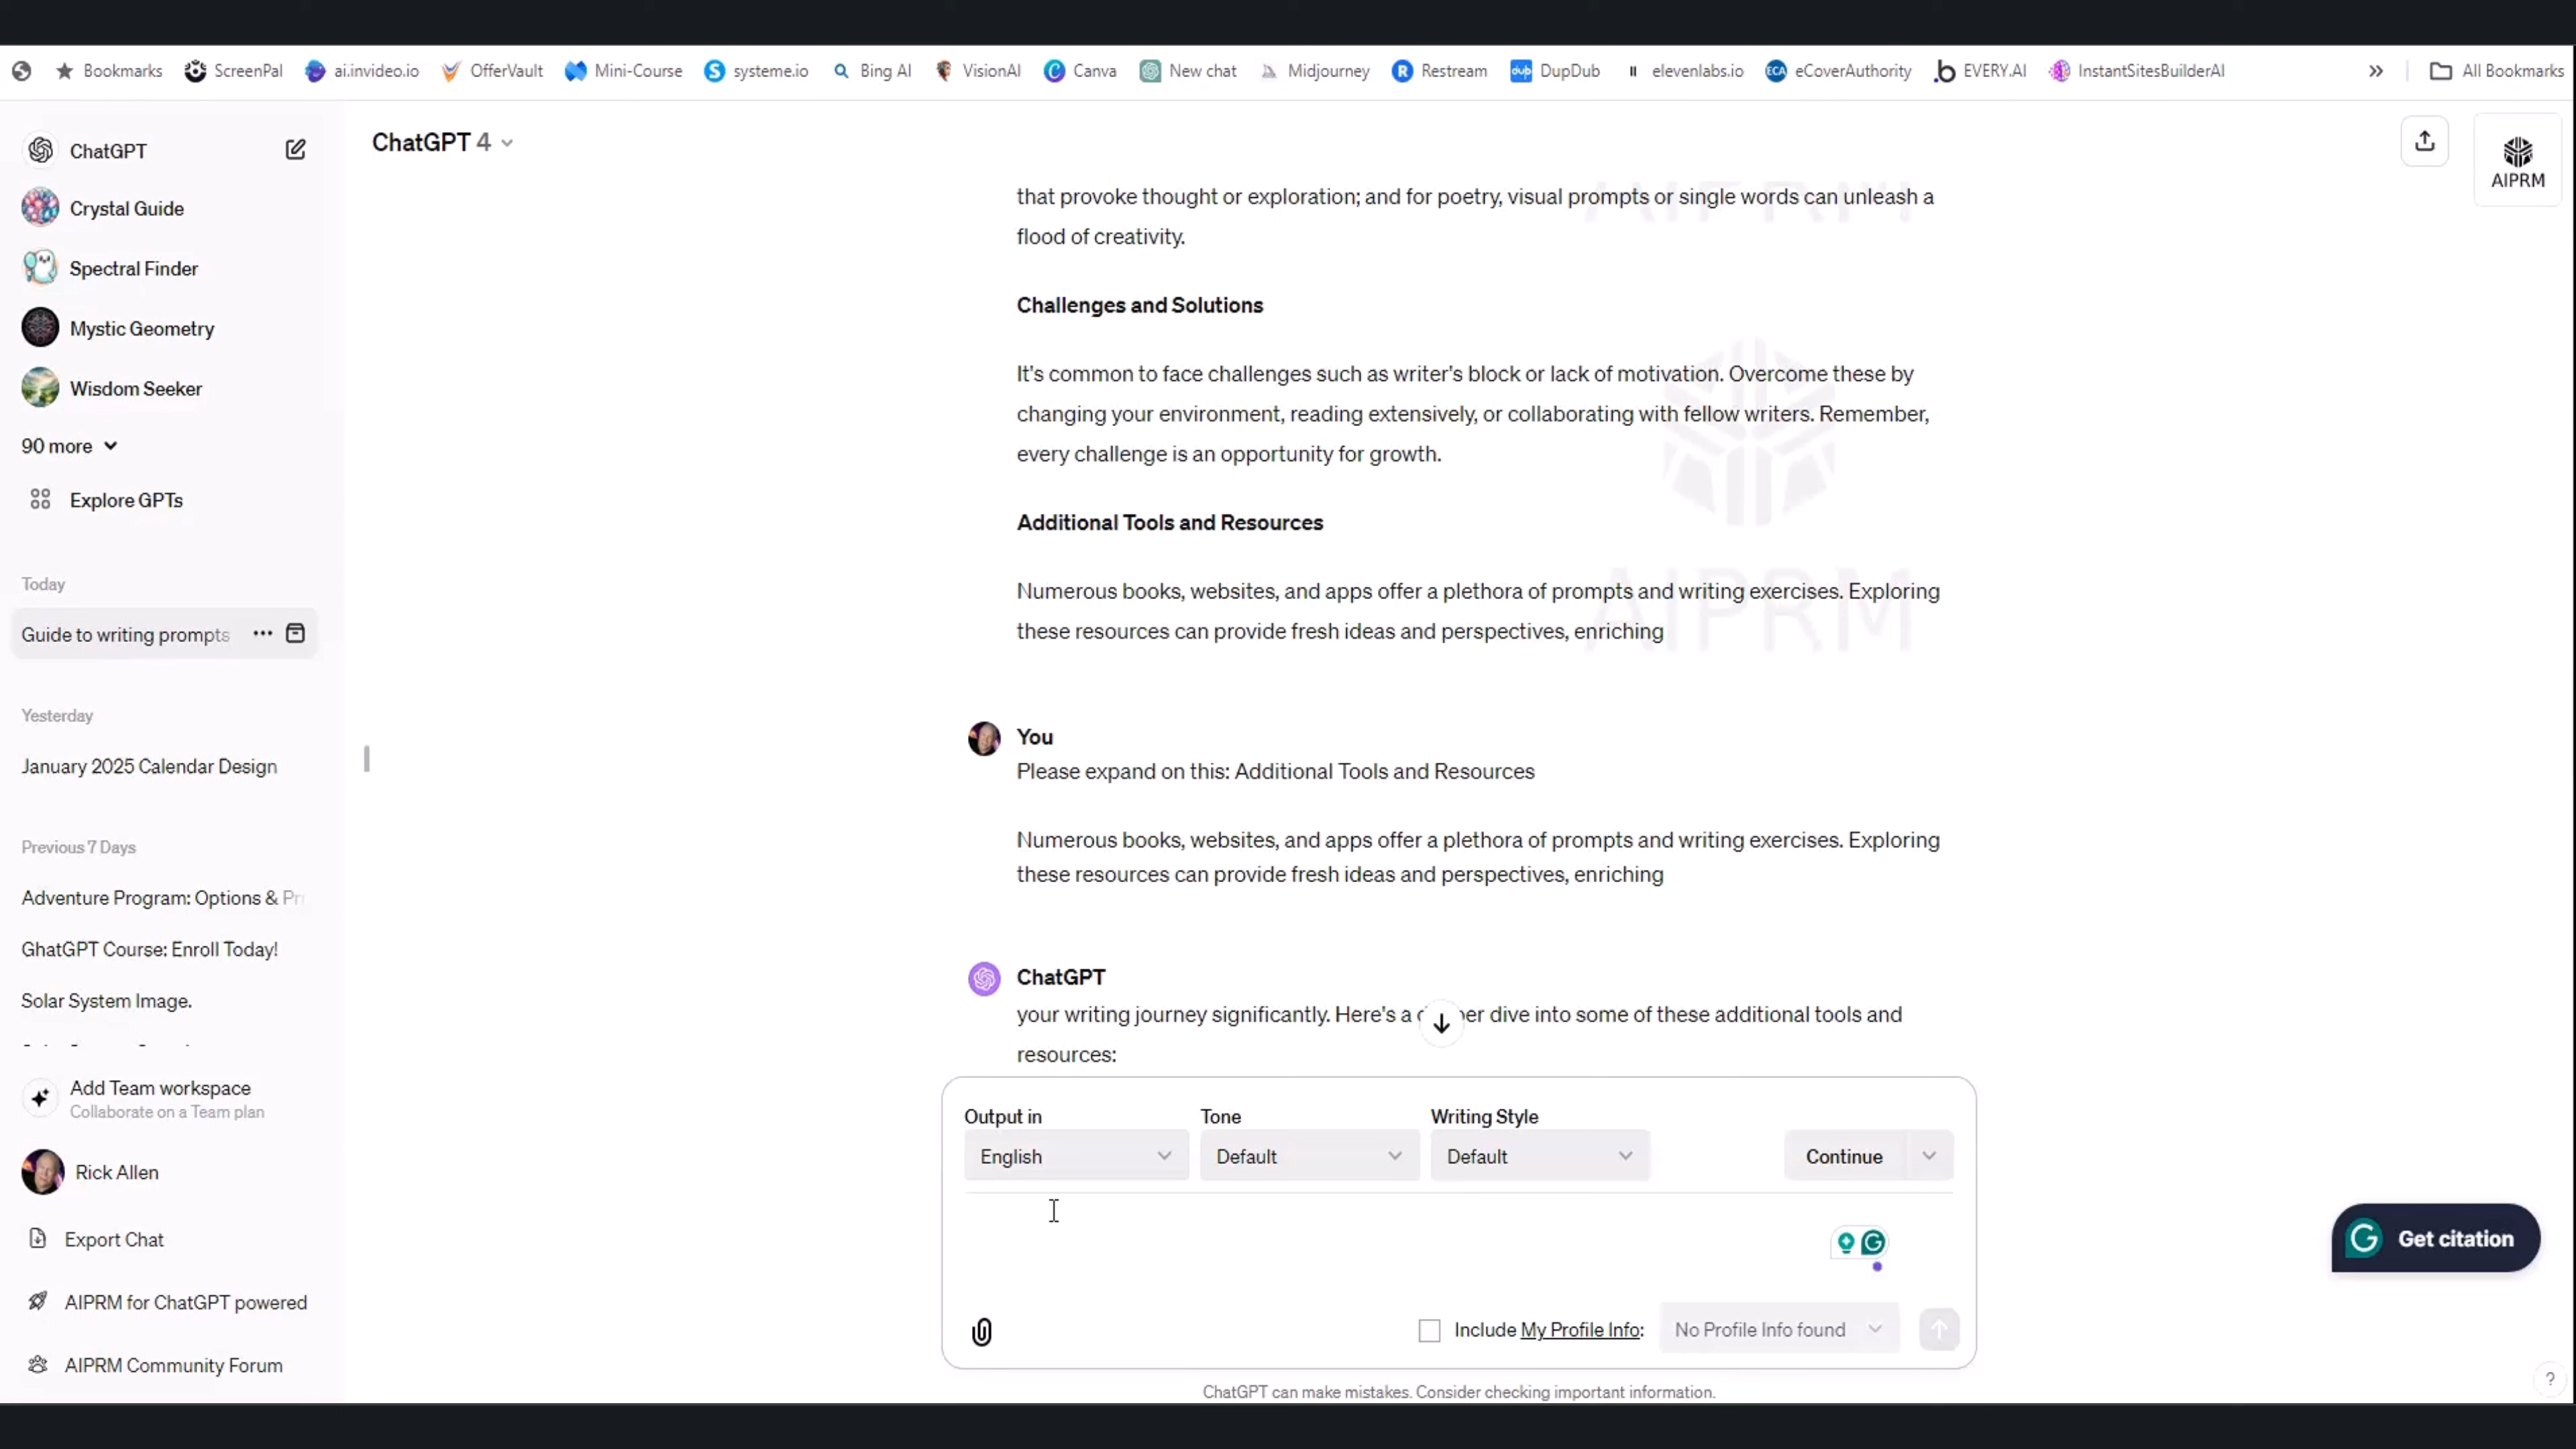 Bookmarks ScreenPal ai.invideo.io OfferVault Mini-Course systeme.io Bing AI VisionAI Canva New chat Midjourney Restream DupDub elevenlabs.io eCoverAuthority EVERY.AI InstantSitesBuilderAI » All Bookmarks
ChatGPT
Crystal Guide
Spectral Finder
Mystic Geometry
Wisdom Seeker
90 more
Explore GPTs
Today
Guide to writing prompts
Yesterday
January 2025 Calendar Design
Previous 7 Days
Adventure Program: Options &
GhatGPT Course: Enroll Today!
Solar System Image.
Add Team workspace
Collaborate on a Team plan
Rick Allen
Export Chat
AIPRM for ChatGPT powered
AIPRM Community Forum
ChatGPT 4
AIPRM
that provoke thought or exploration; and for poetry, visual prompts or single words can unleash a
flood of creativity.
Challenges and Solutions
It's common to face challenges such as writer's block or lack of motivation. Overcome these by
changing your environment, reading extensively, or collaborating with fellow writers. Remember,
every challenge is an opportunity for growth.
Additional Tools and Resources
Numerous books, websites, and apps offer a plethora of prompts and writing exercises. Exploring
these resources can provide fresh ideas and perspectives, enriching
AIPRM
You
Please expand on this: Additional Tools and Resources
Numerous books, websites, and apps offer a plethora of prompts and writing exercises. Exploring
these resources can provide fresh ideas and perspectives, enriching
ChatGPT
your writing journey significantly. Here's a dive into some of these additional tools and
resources:
Output in Tone Writing Style
English Default Default Continue
Include My Profile Info: No Profile Info found
Get citation
ChatGPT can make mistakes. Consider checking important information.
?